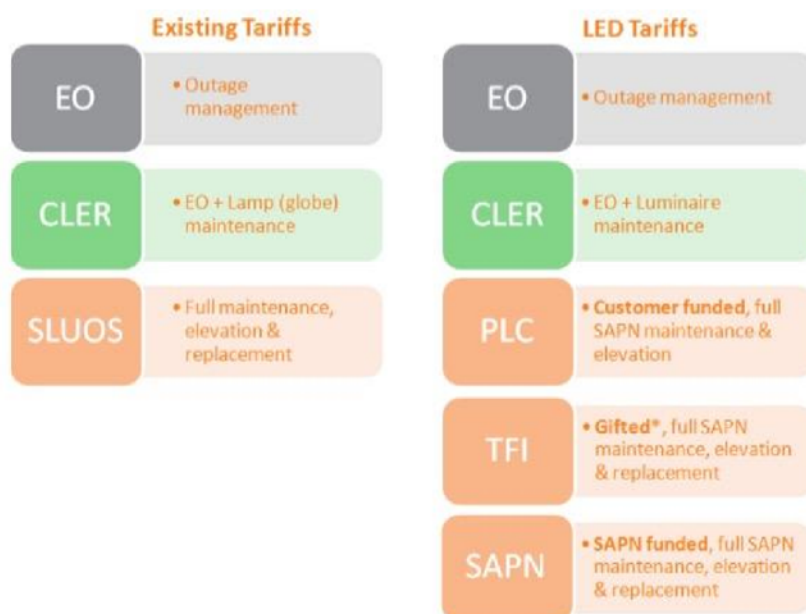 Existing Tariffs
EO
• Outage
management
CLER
• EO + Lamp (globe)
maintenance
SLUOS
• Full maintenance,
elevation &
replacement
LED Tariffs
EO
• Outage management
CLER
• EO + Luminaire
maintenance
PLC
• Customer funded, full
SAPN maintenance &
elevation
TFI
• Gifted*, full SAPN
maintenance, elevation
& replacement
SAPN
• SAPN funded, full SAPN
maintenance, elevation
& replacement